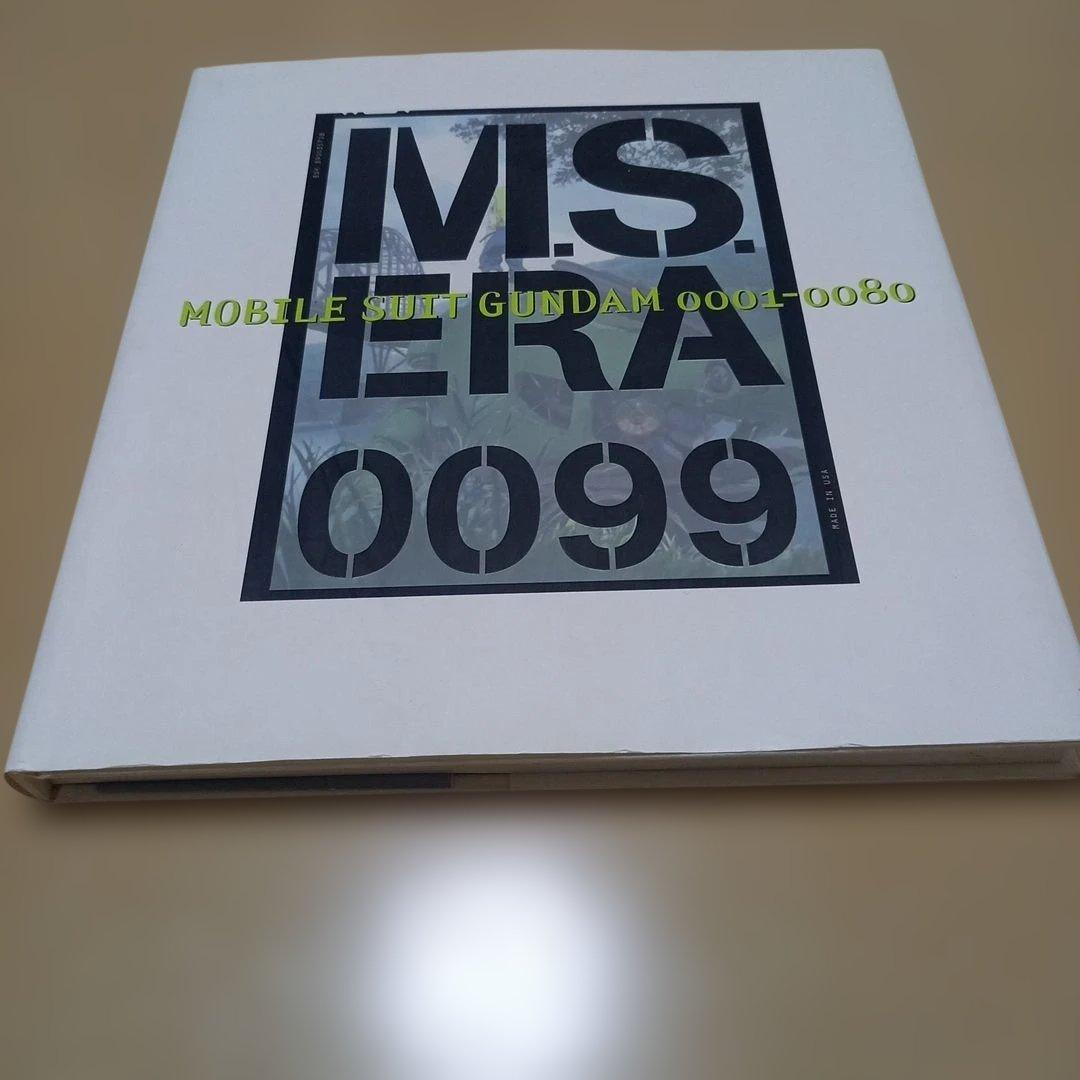 M.S.
ERA
MOBILE SUIT GUNDAM 0001-0080
0099
MADE IN USA